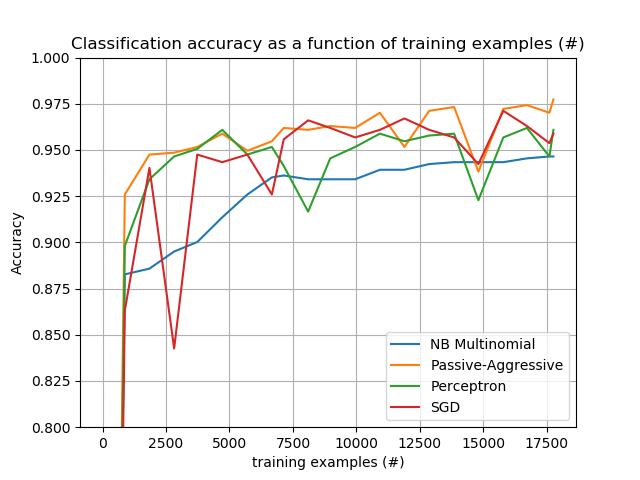 Classification accuracy as a function of training examples (#)
1.000
0.975
0.950
0.925
0.900
0.875
0.850
0.825
0.800
Accuracy
NB Multinomial
Passive-Aggressive
Perceptron
SGD
0 2500 5000 7500 10000 12500 15000 17500
training examples (#)